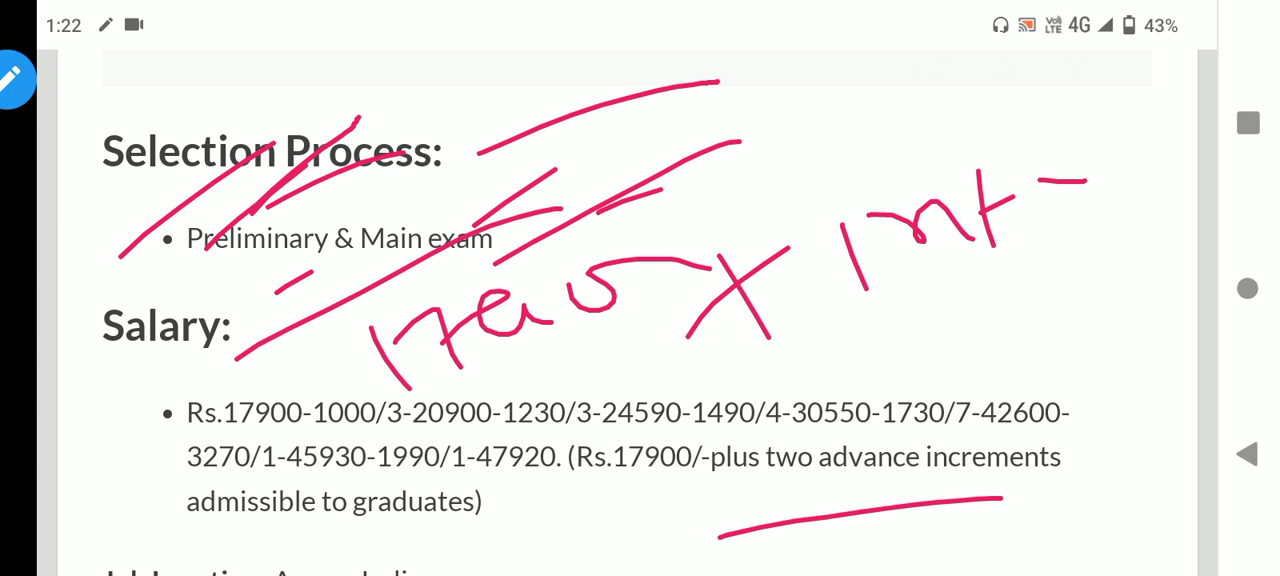 1:22 VoI LTE 4G 43%
Selection Process:
• Preliminary & Main exam
Salary:
• Rs.17900-1000/3-20900-1230/3-24590-1490/4-30550-1730/7-42600-
3270/1-45930-1990/1-47920. (Rs.17900/-plus two advance increments
admissible to graduates)